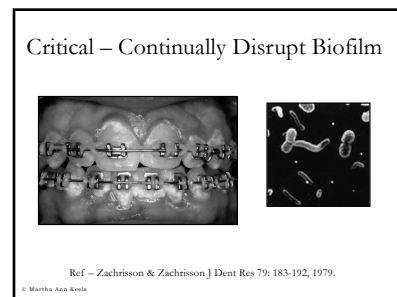 Critical – Continually Disrupt Biofilm
Ref – Zachrisson & Zachrisson J Dent Res 79: 183-192, 1979.
© Martha Ann Keels